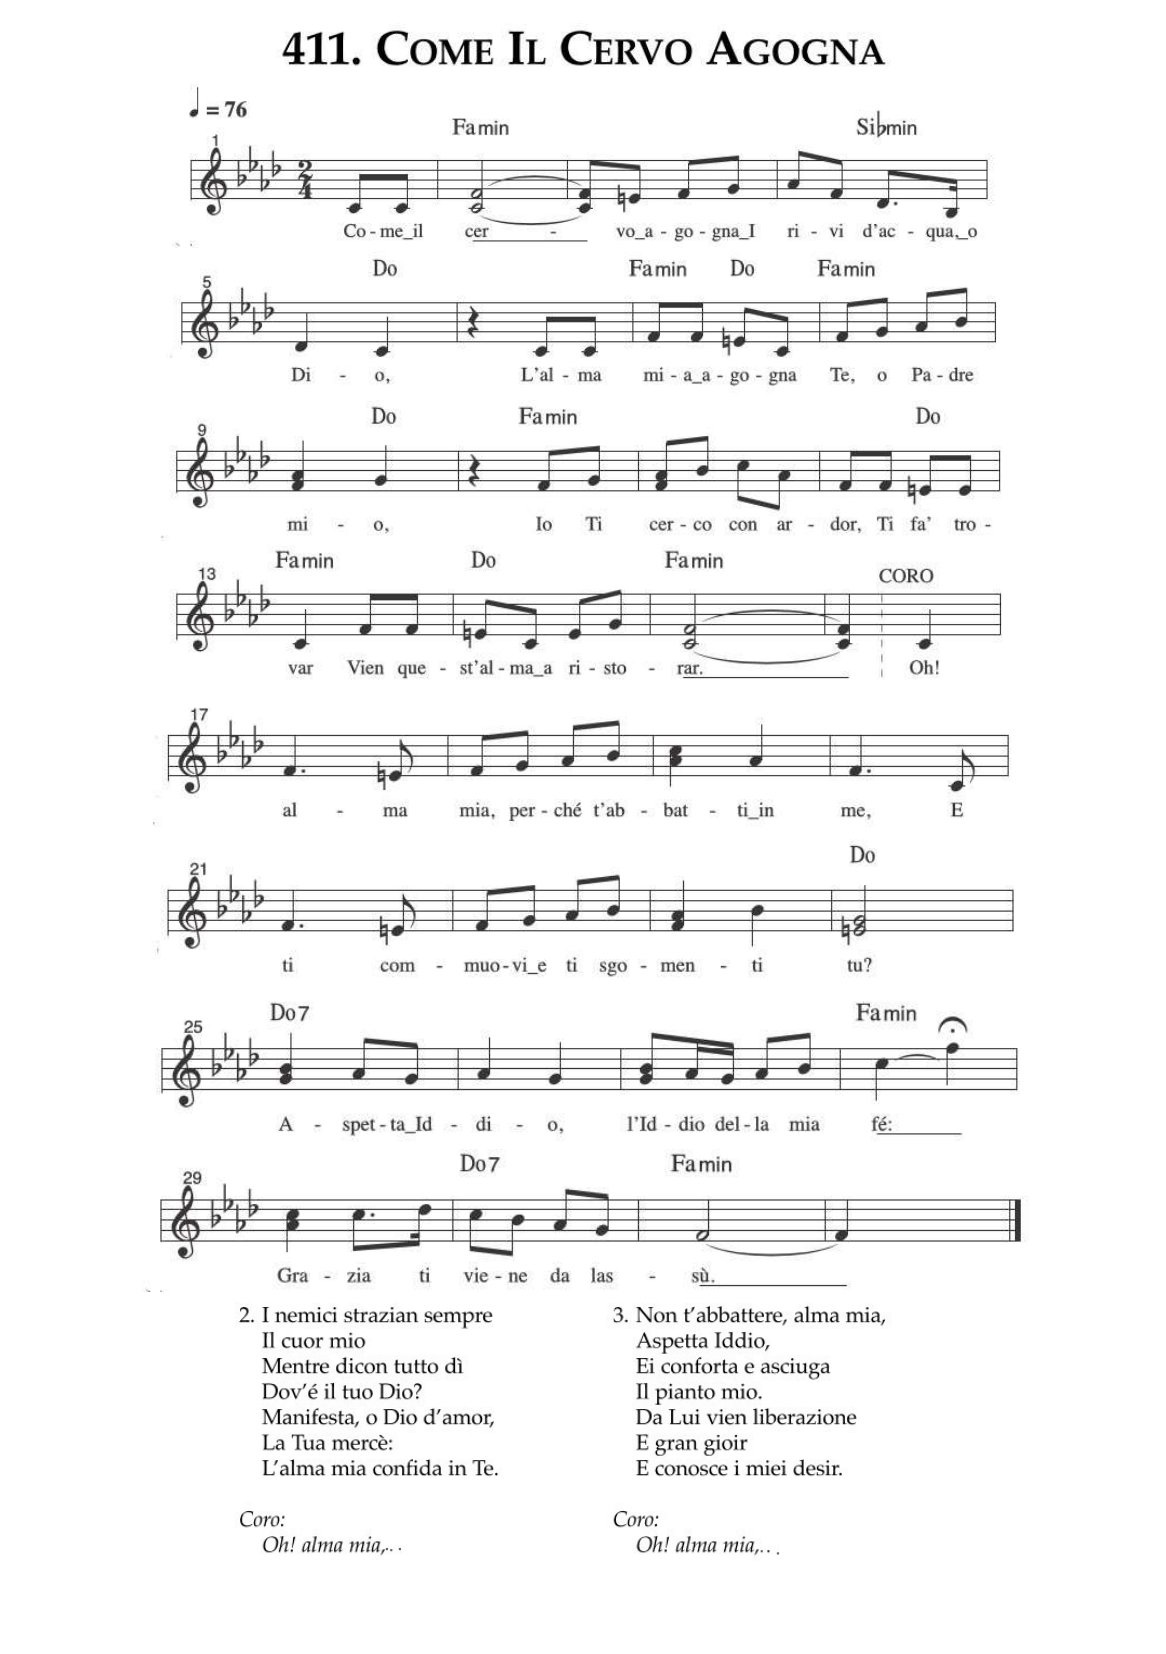 411. COME IL CERVO AGOGNA
♩ = 76
Famin Si♭min
1
2 4
Co - me_il cer - vo_a - go - gna_I ri - vi d'ac - qua,_o
Do Famin Do Famin
5
Di - o, L'al - ma mi - a_a - go - gna Te, o Pa - dre
Do Famin Do
9
mi - o, Io Ti cer - co con ar - dor, Ti fa' tro -
Famin Do Famin
13 CORO
var Vien que - st'al - ma_a ri - sto - rar. Oh!
17
al - ma mia, per - ché t'ab - bat - ti_in me, E
Do
21
ti com - muo - vi_e ti sgo - men - ti tu?
Do7 Famin
25
A - spet - ta_Id - di - o, l'Id - dio del - la mia fé:
Do7 Famin
29
Gra - zia ti vie - ne da las - sù.
2. I nemici strazian sempre
Il cuor mio
Mentre dicon tutto dì
Dov'é il tuo Dio?
Manifesta, o Dio d'amor,
La Tua mercè:
L'alma mia confida in Te.
Coro:
Oh! alma mia,...
3. Non t'abbattere, alma mia,
Aspetta Iddio,
Ei conforta e asciuga
Il pianto mio.
Da Lui vien liberazione
E gran gioir
E conosce i miei desir.
Coro:
Oh! alma mia,...